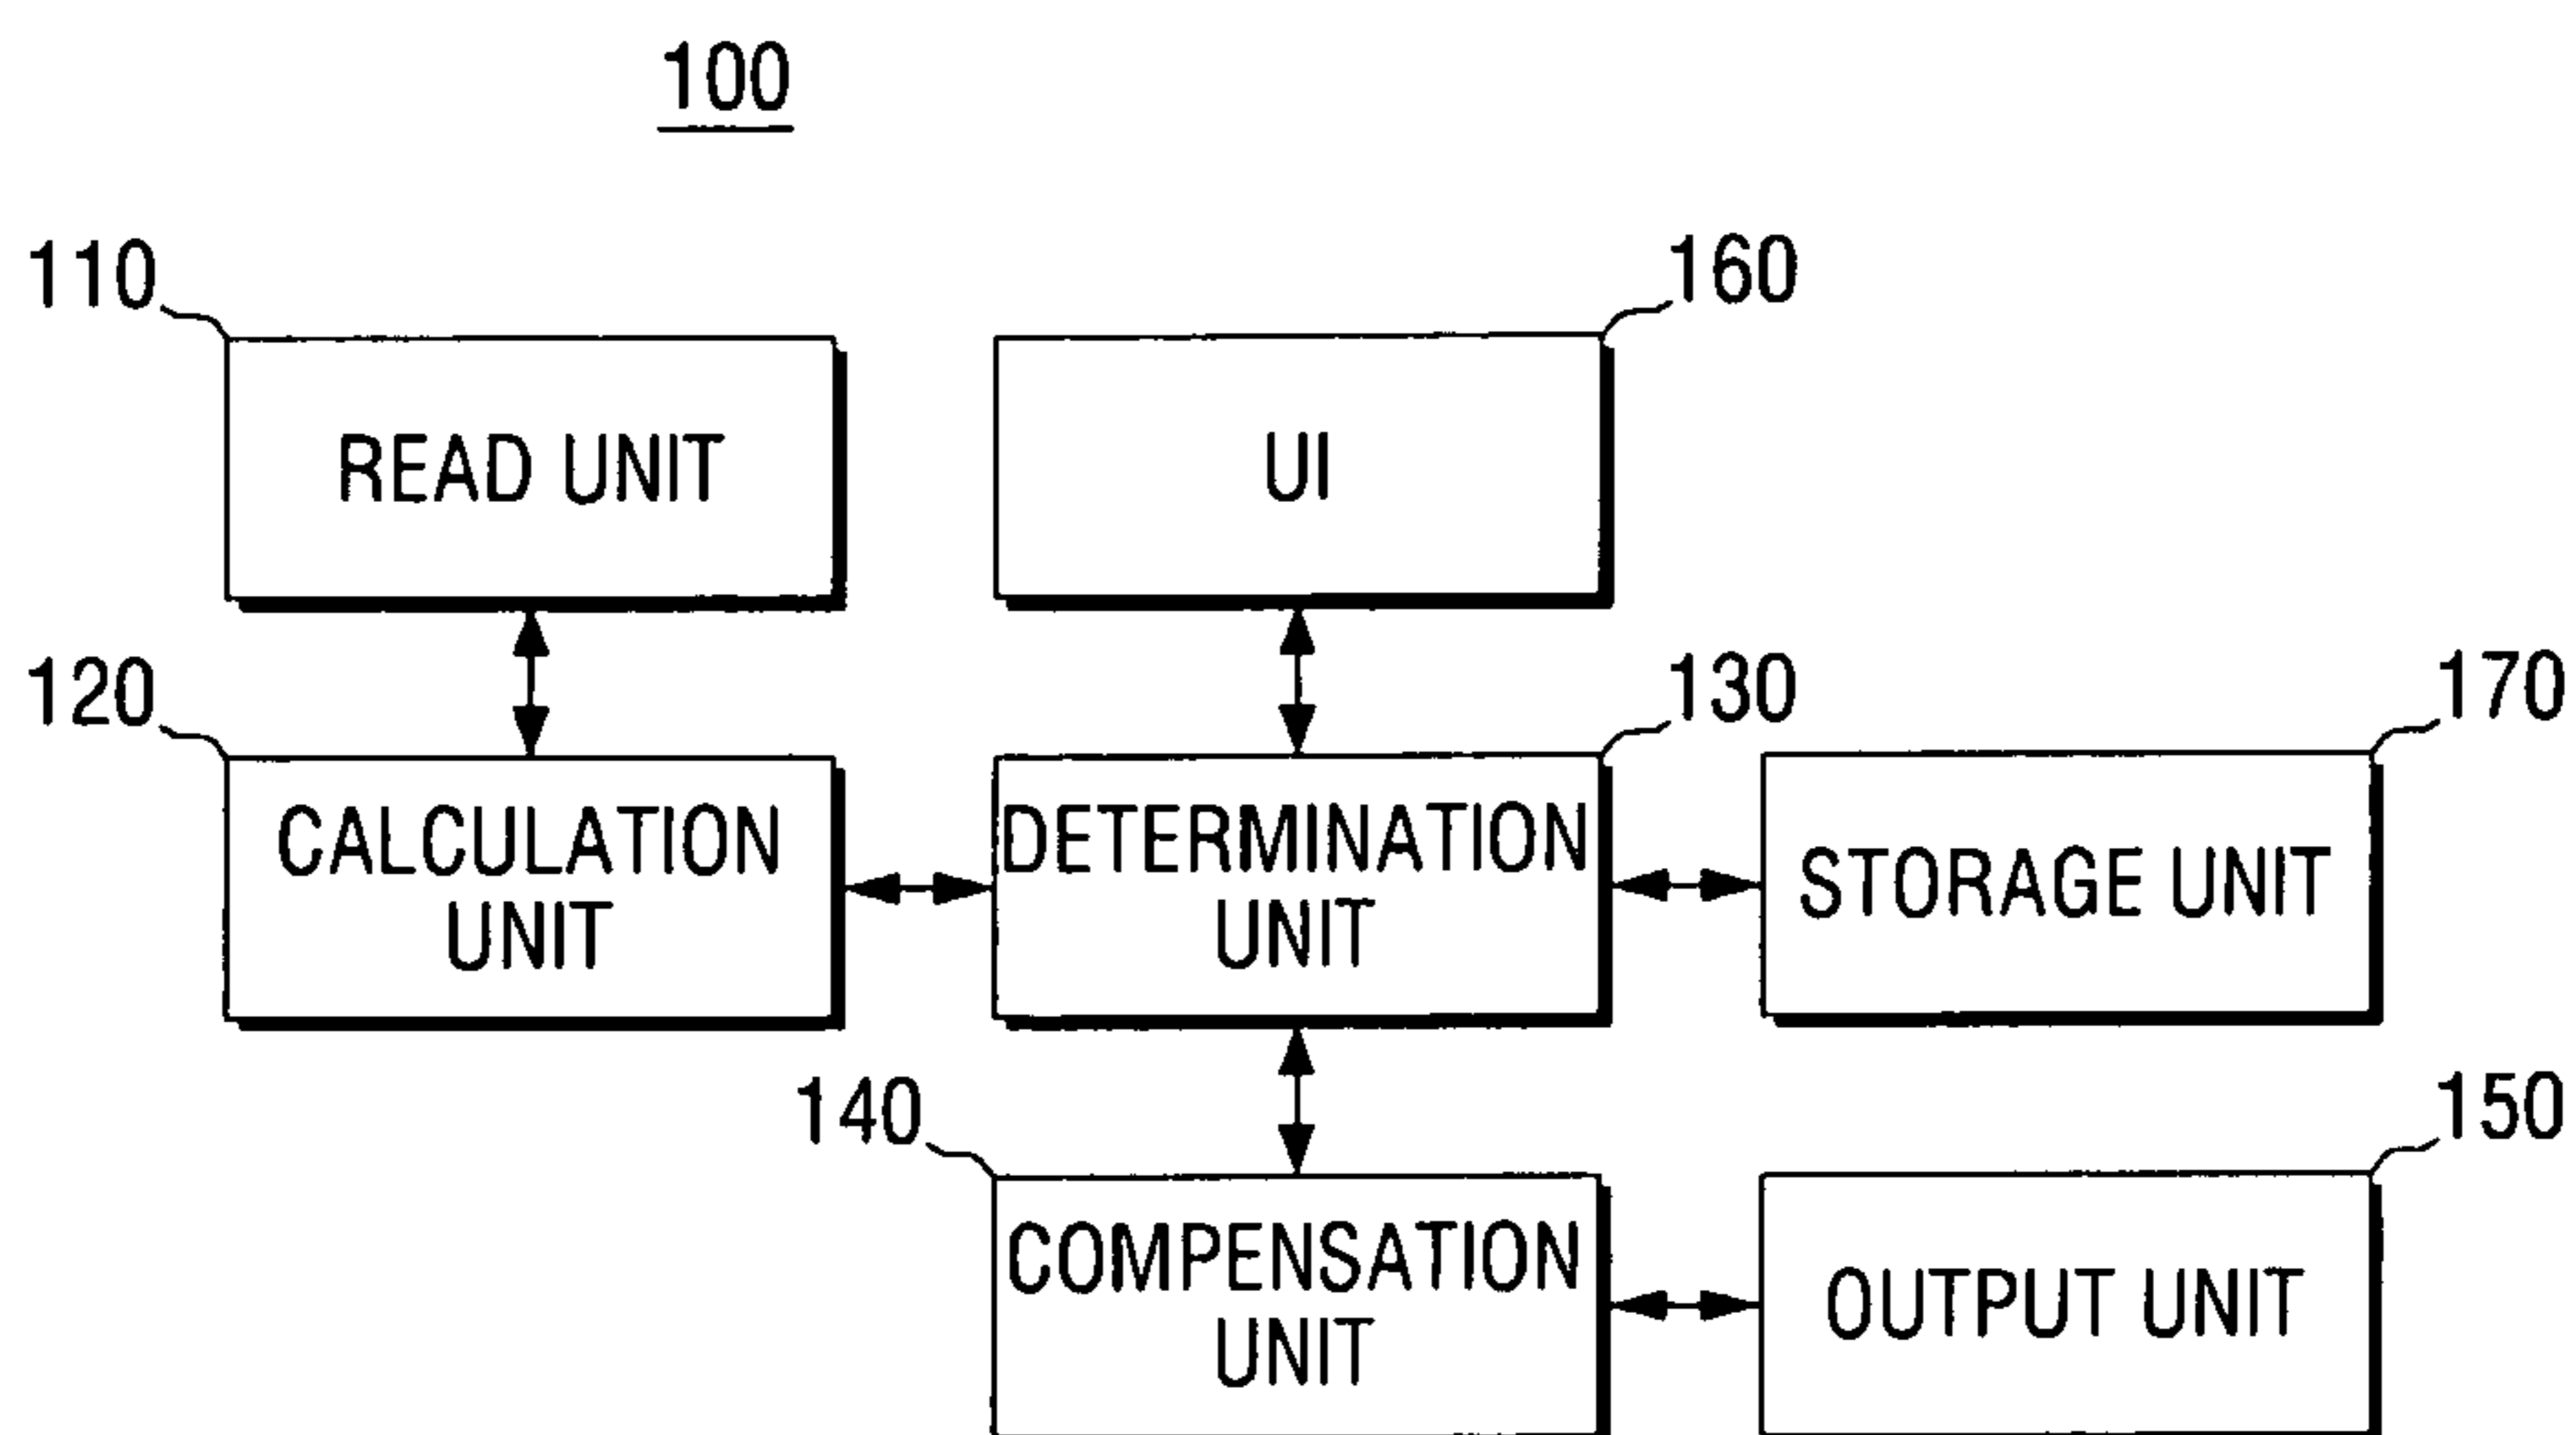 100
110
160
READ UNIT
UI
120
130
170
CALCULATION
UNIT
DETERMINATION
UNIT
STORAGE UNIT
140
150
COMPENSATION
UNIT
OUTPUT UNIT